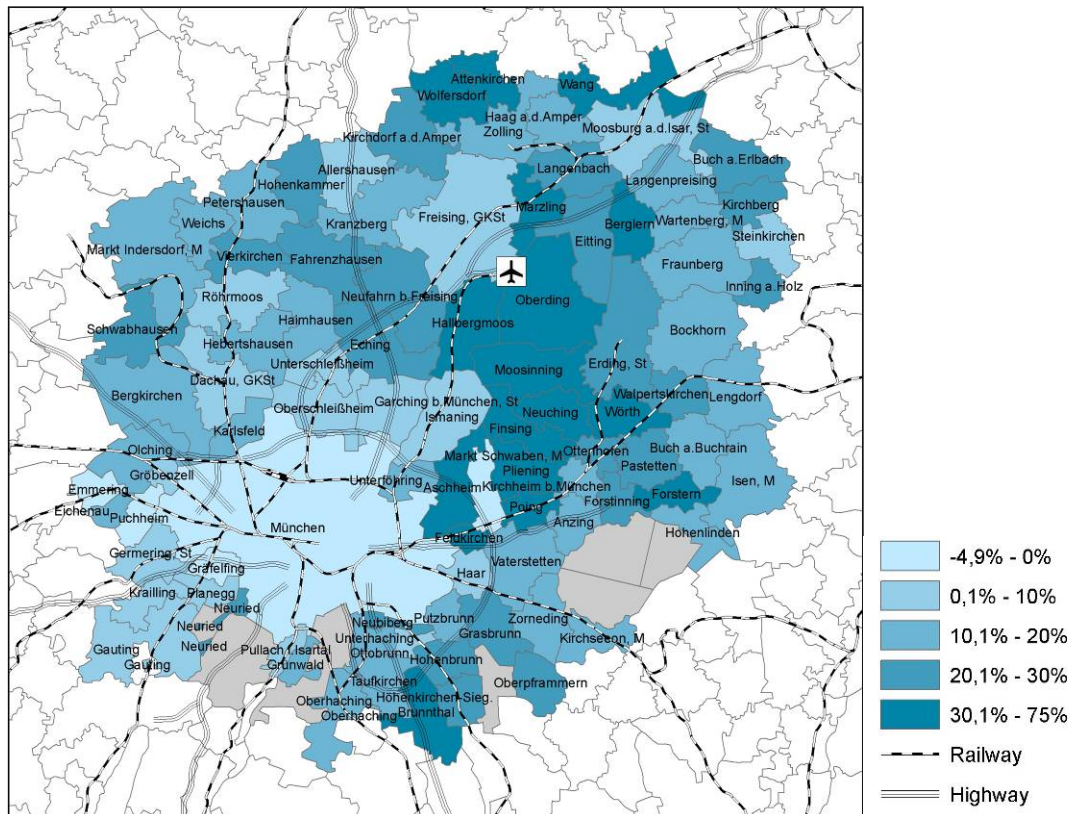 Attenkirchen
Wolfersdorf
Wang
Haag a.d.Amper
Zolling
Kirchdorf a.d.Amper
Moosburg a.d.Isar, St
Allershausen
Langenbach
Buch a.Erlbach
Hohenkammer
Langenpreising
Petershausen
Marzling
Kirchberg
Weichs
Kranzberg
Freising, GKSt
Berglern
Wartenberg, M
Steinkirchen
Markt Indersdorf, M
Vierkirchen
Fahrenzhausen
Eitting
Fraunberg
Inning a.Holz
Röhrmoos
Neufahrn b.Freising
Oberding
Schwabhausen
Haimhausen
Hallbergmoos
Bockhorn
Hebertshausen
Eching
Unterschleißheim
Moosinning
Erding, St
Dachau, GKSt
Bergkirchen
Garching b.München, St
Walpertskirchen
Lengdorf
Oberschleißheim
Ismaning
Neuching
Wörth
Karlsfeld
Finsing
Olching
Markt Schwaben, M
Ottenhofen
Buch a.Buchrain
Gröbenzell
Unterföhring
Aschheim
Pliening
Pastetten
Isen, M
Emmering
Kirchheim b.München
Forstern
Eichenau
Puchheim
Poing
Forstinning
München
Feldkirchen
Anzing
Hohenlinden
Germering, St
Gräfelfing
Haar
Vaterstetten
Krailling
Planegg
Neuried
Neuried
Neubiberg
Putzbrunn
Zorneding
Gauting
Neuried
Pullach i.Isartal
Unterhaching
Grasbrunn
Kirchseeon, M
Gauting
Grünwald
Ottobrunn
Hohenbrunn
Taufkirchen
Oberpframmern
Oberhaching
Höhenkirchen-Sieg.
Oberhaching
Brunnthal
-4,9% - 0%
0,1% - 10%
10,1% - 20%
20,1% - 30%
30,1% - 75%
Railway
Highway